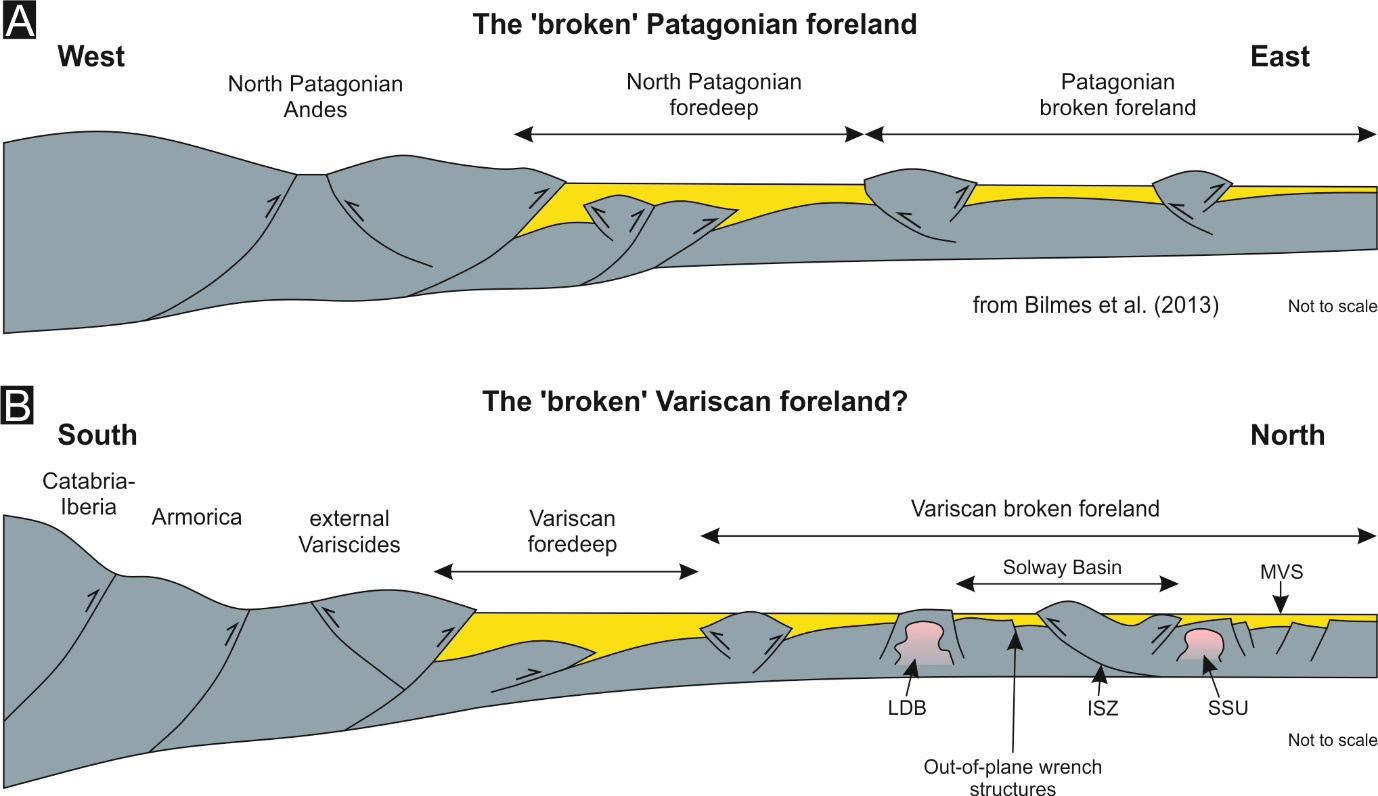 A
The 'broken' Patagonian foreland
West
East
North Patagonian
Andes
North Patagonian
foredeep
Patagonian
broken foreland
from Bilmes et al. (2013)
Not to scale
B
The 'broken' Variscan foreland?
South
North
Catabria-
Iberia
Armorica
external
Variscides
Variscan
foredeep
Variscan broken foreland
Solway Basin
MVS
LDB
ISZ
SSU
Out-of-plane wrench
structures
Not to scale